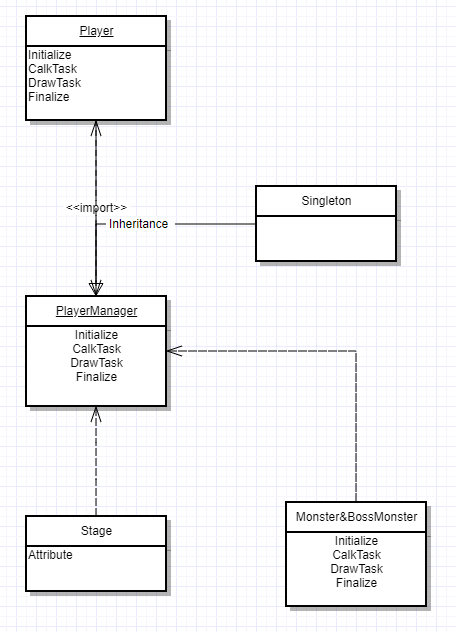 Player
Initialize
CalkTask
DrawTask
Finalize
<<import>>
Inheritance
Singleton
PlayerManager
Initialize
CalkTask
DrawTask
Finalize
Stage
Attribute
Monster&BossMonster
Initialize
CalkTask
DrawTask
Finalize